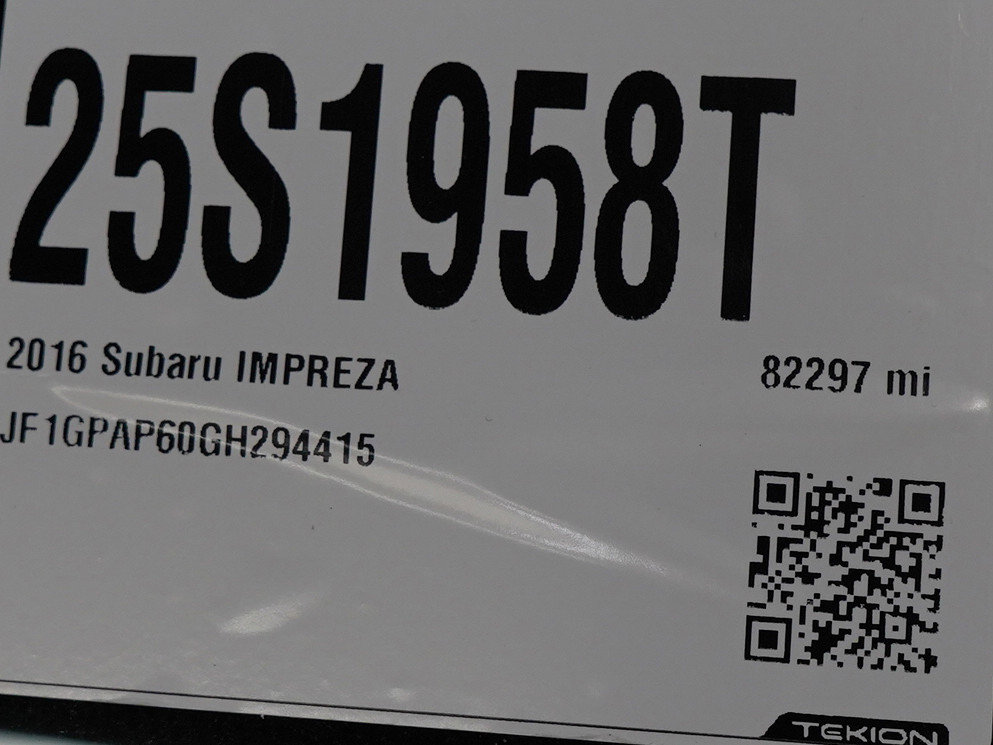 25S1958T
2016 Subaru IMPREZA
82297 mi
JF1GPAP60GH294415
TEKION